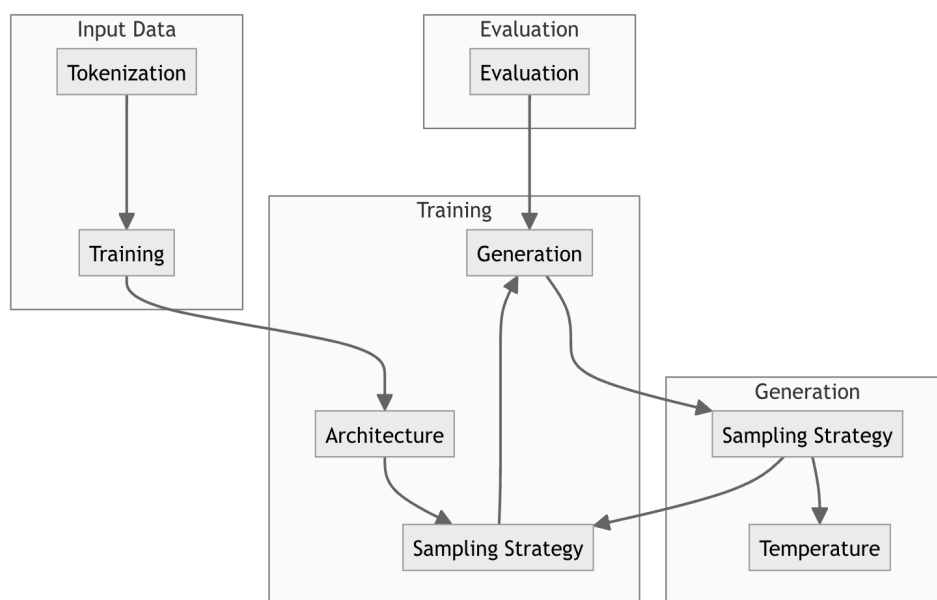 Input Data
Tokenization
Training
Evaluation
Evaluation
Training
Generation
Architecture
Sampling Strategy
Generation
Sampling Strategy
Temperature